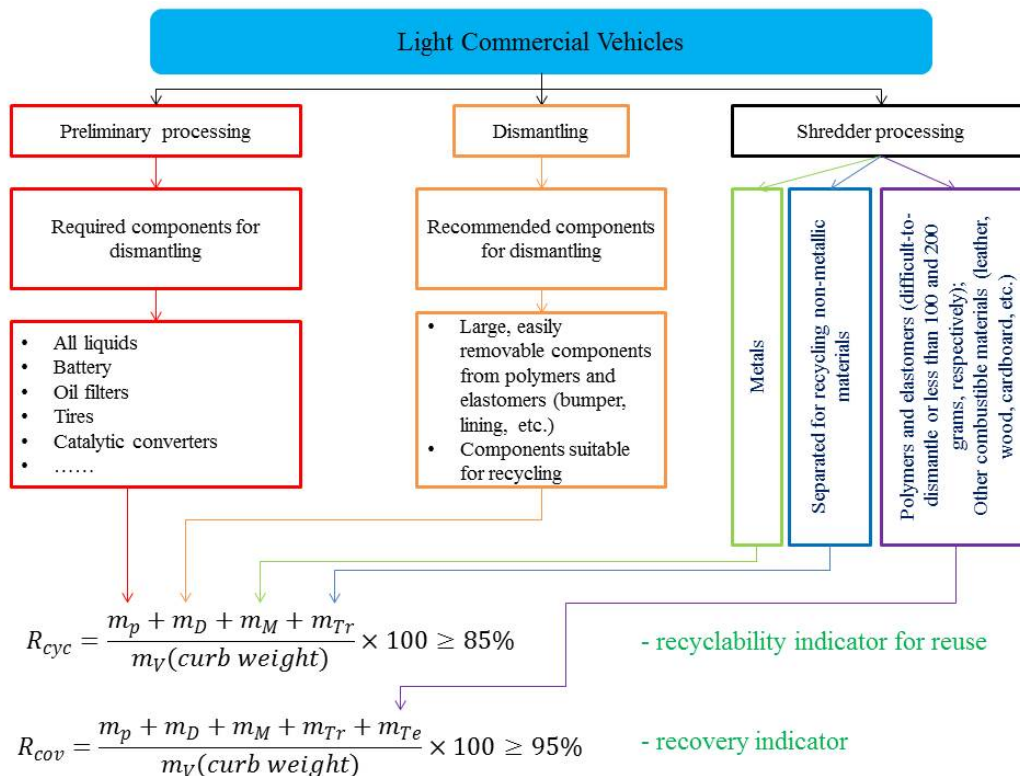 Light Commercial Vehicles
Preliminary processing
Dismantling
Shredder processing
Required components for
dismantling
Recommended components
for dismantling
• All liquids
• Battery
• Oil filters
• Tires
• Catalytic converters
• ……
• Large, easily
removable components
from polymers and
elastomers (bumper,
lining, etc.)
• Components suitable
for recycling
Metals
Separated for recycling non-metallic
materials
Polymers and elastomers (difficult-to-
dismantle or less than 100 and 200
grams, respectively);
Other combustible materials (leather,
wood, cardboard, etc.)
R_cyc = (m_p + m_D + m_M + m_Tr) / (m_V(curb weight)) × 100 ≥ 85%
- recyclability indicator for reuse
R_cov = (m_p + m_D + m_M + m_Tr + m_Te) / (m_V(curb weight)) × 100 ≥ 95%
- recovery indicator